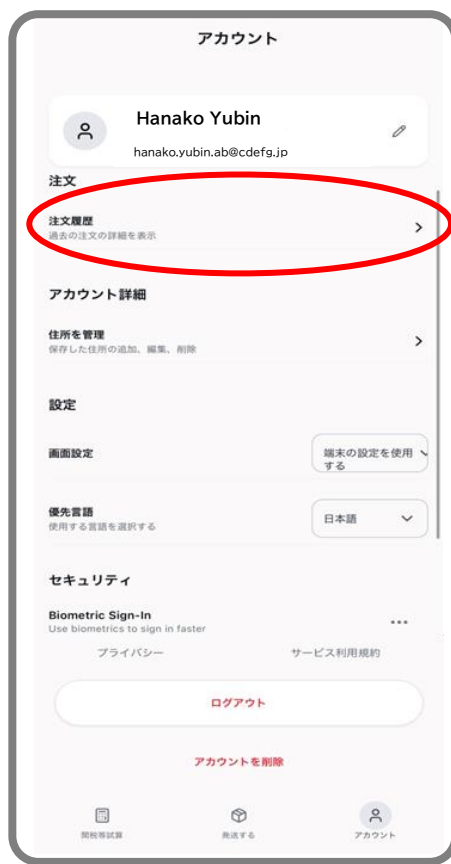 アカウント
Hanako Yubin
hanako.yubin.ab@cdefg.jp
注文
注文履歴
過去の注文の詳細を表示
アカウント詳細
住所を管理
保存した住所の追加、編集、削除
設定
画面設定
端末の設定を使用
する
優先言語
使用する言語を選択する
日本語
セキュリティ
Biometric Sign-In
Use biometrics to sign in faster
プライバシー
サービス利用規約
ログアウト
アカウントを削除
関税等試算
発送する
アカウント